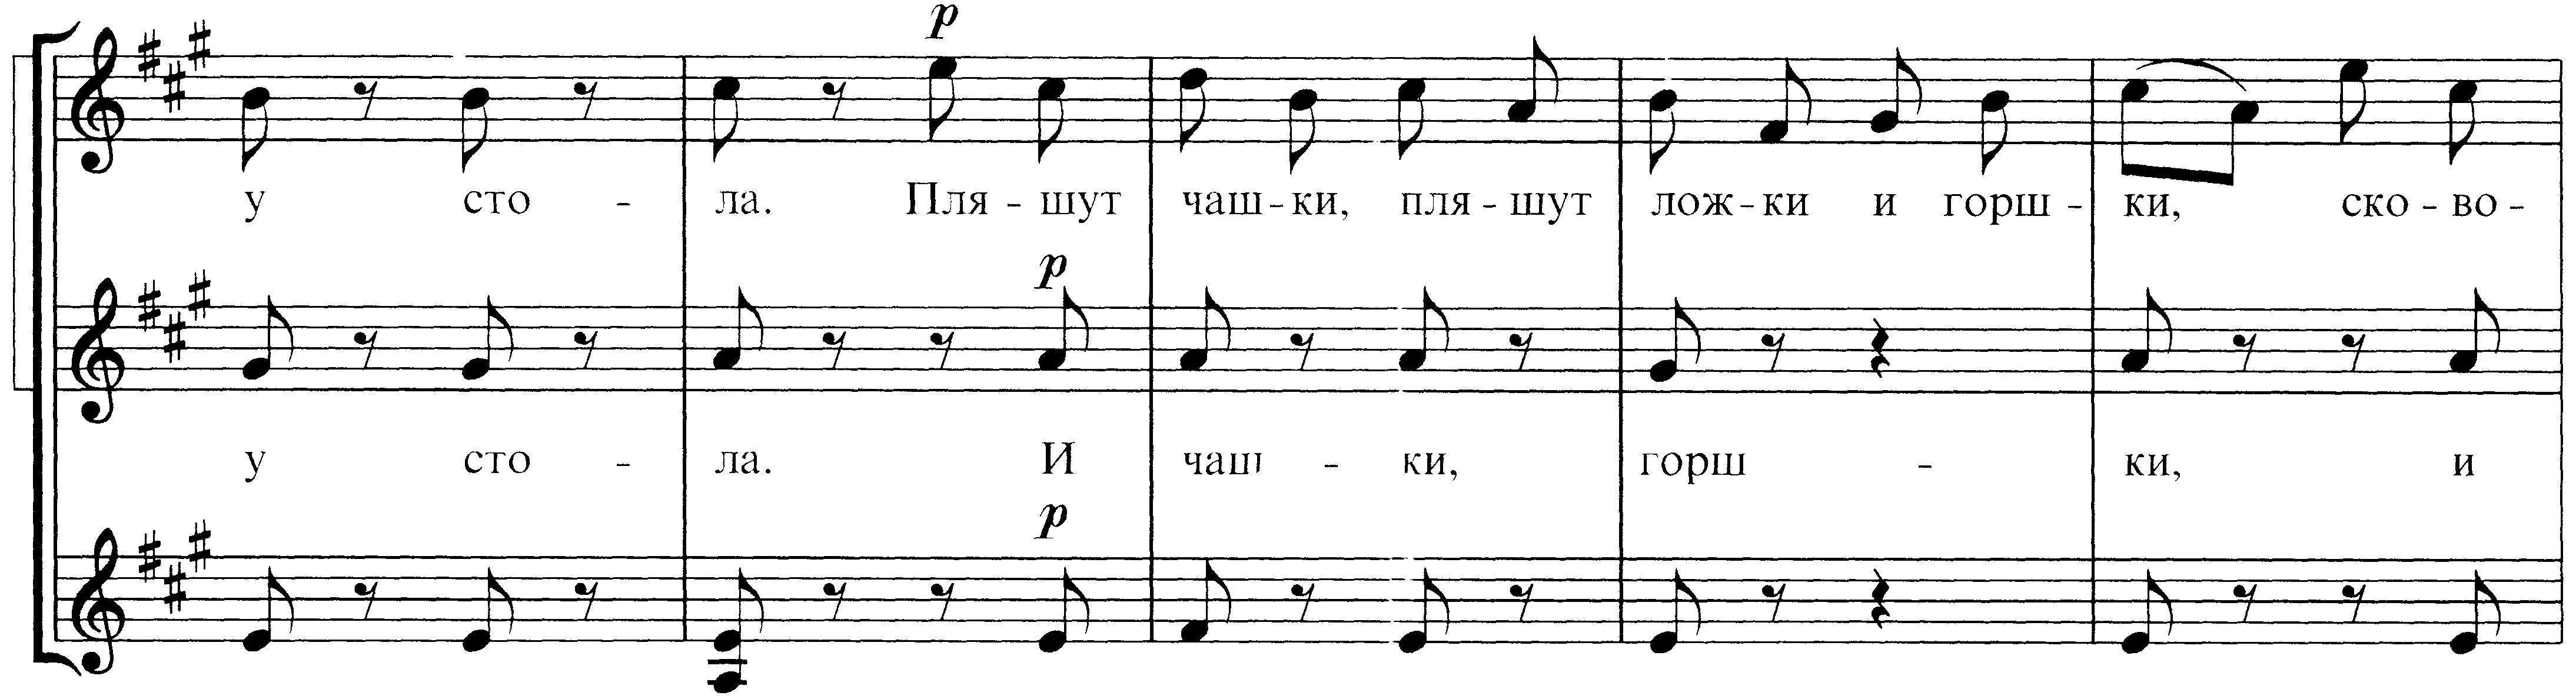 p
у сто - ла. Пля - шут чаш - ки, пля - шут лож - ки и горш - ки, ско - во -
p
у сто - ла. И чаш - ки, горш - ки, и
p